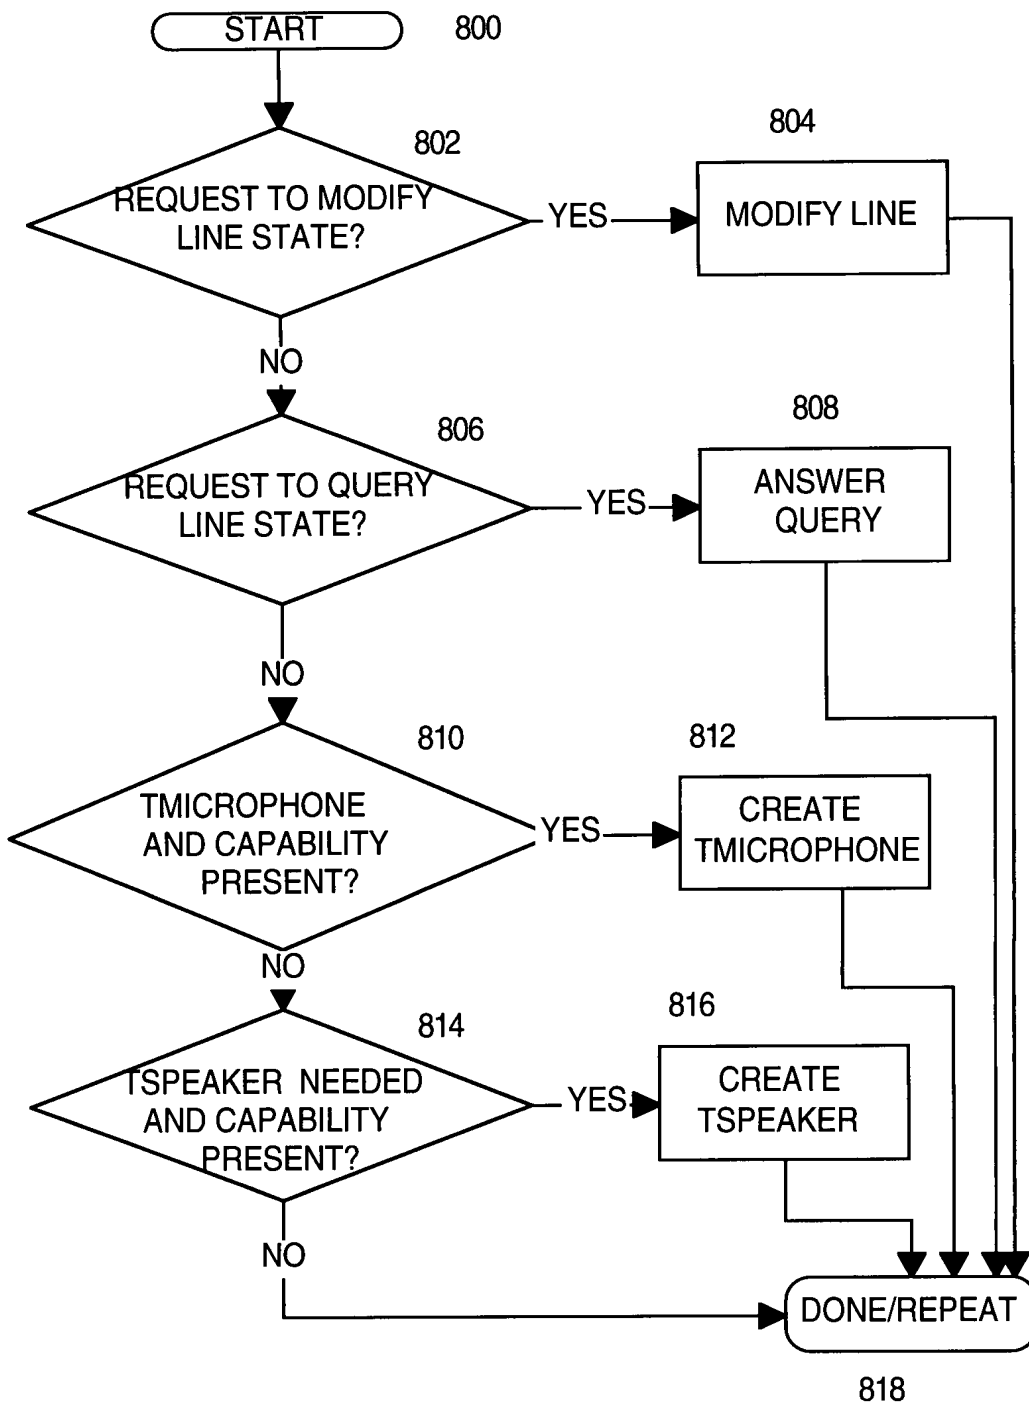 START
800
802
REQUEST TO MODIFY
LINE STATE?
YES
804
MODIFY LINE
NO
806
REQUEST TO QUERY
LINE STATE?
YES
808
ANSWER
QUERY
NO
810
TMICROPHONE
AND CAPABILITY
PRESENT?
YES
812
CREATE
TMICROPHONE
NO
814
TSPEAKER NEEDED
AND CAPABILITY
PRESENT?
YES
816
CREATE
TSPEAKER
NO
DONE/REPEAT
818